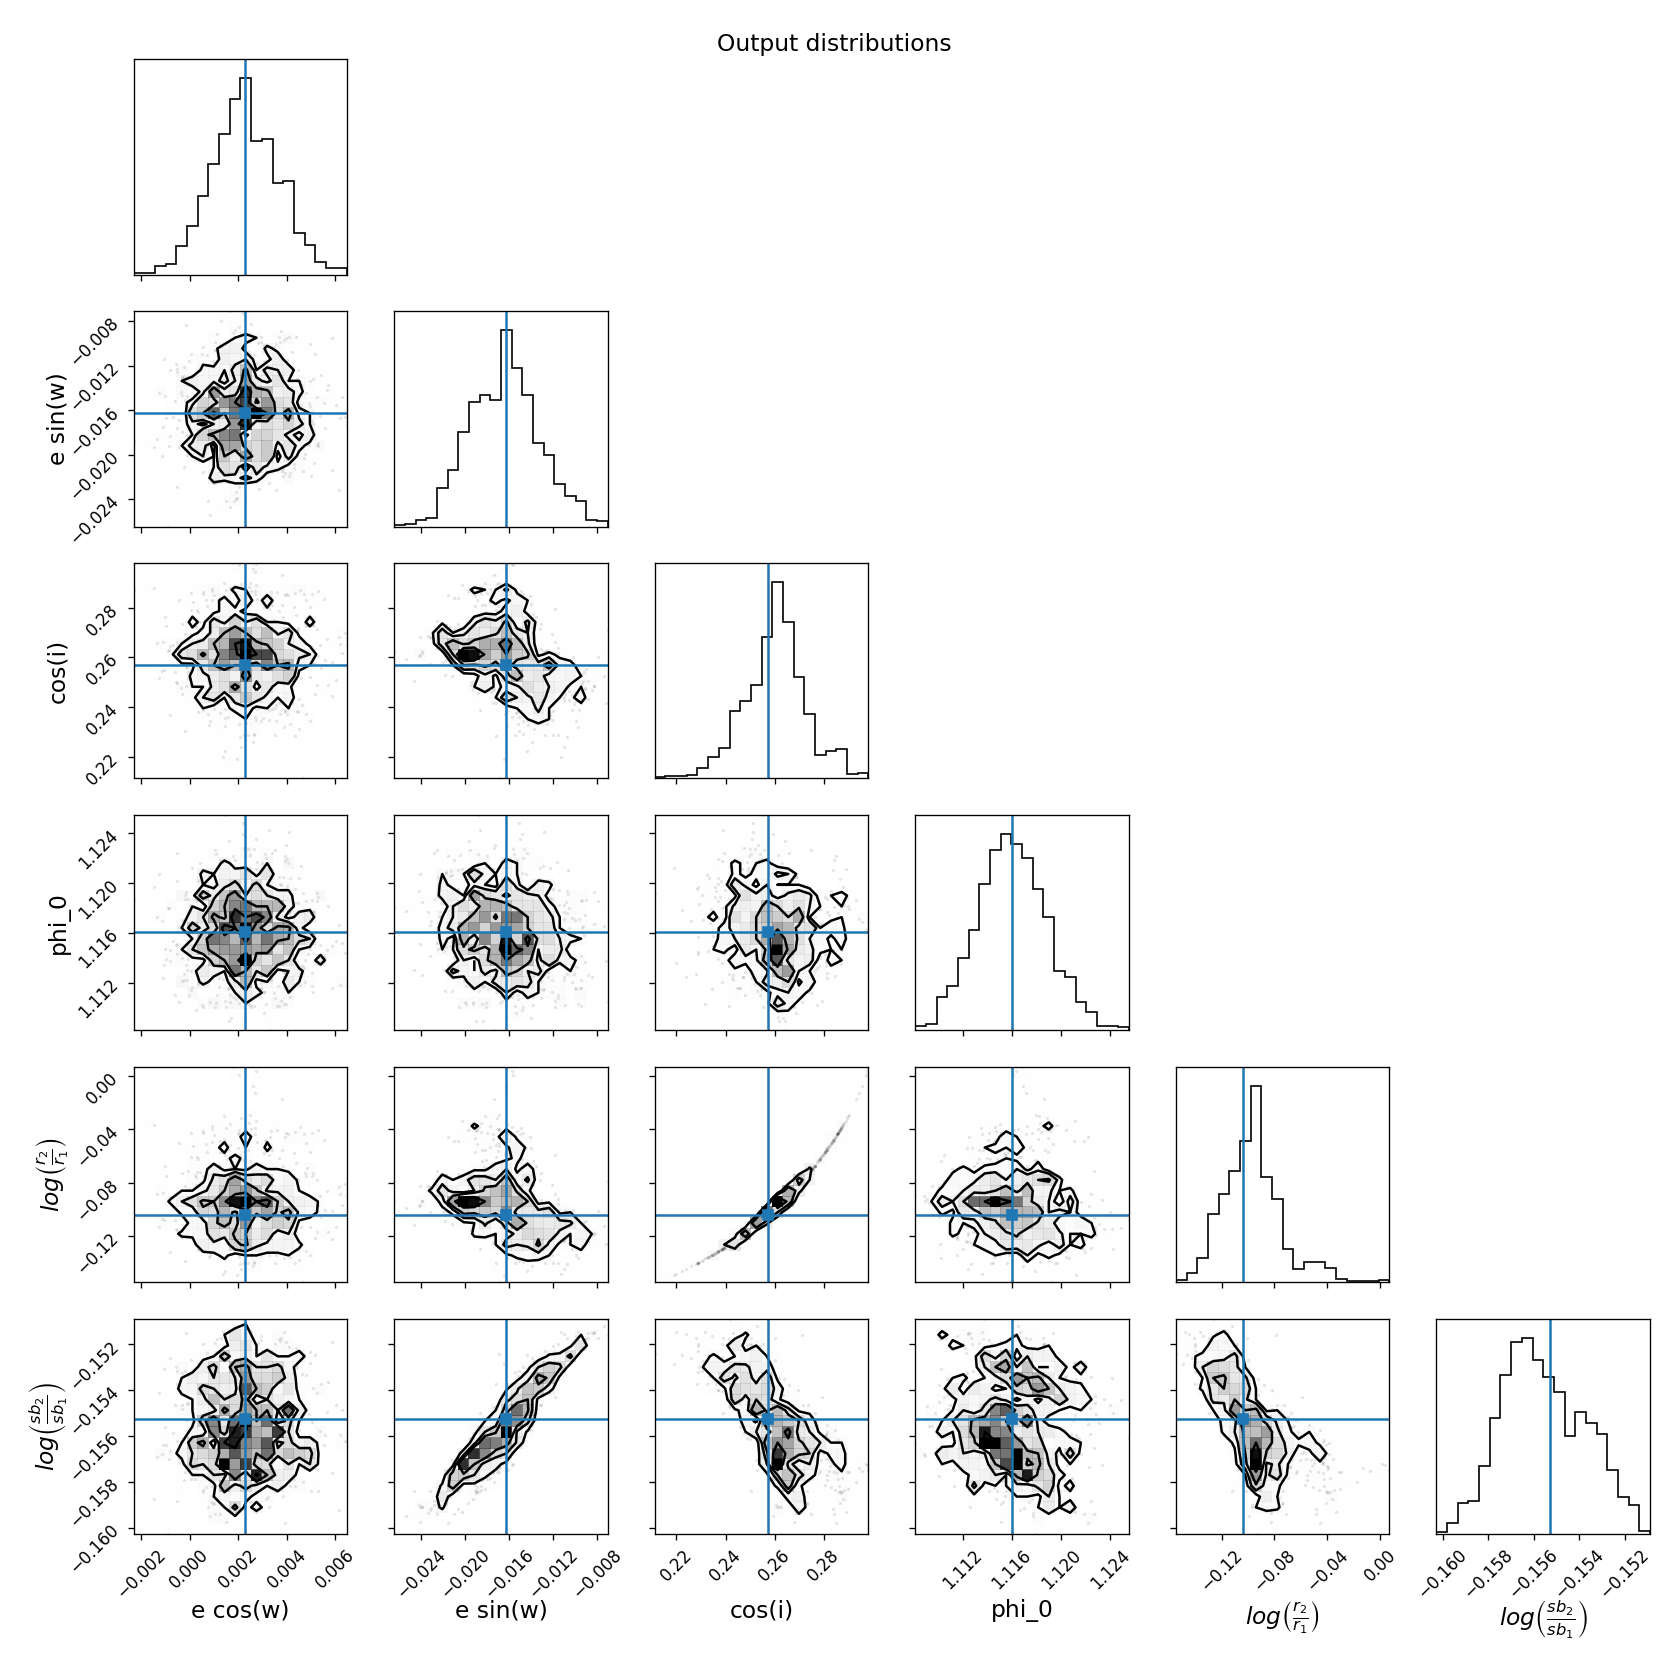 Output distributions
e sin(w)
−0.008
−0.012
−0.016
−0.020
−0.024
cos(i)
0.28
0.26
0.24
0.22
phi_0
1.124
1.120
1.116
1.112
log(r₂/r₁)
0.00
−0.04
−0.08
−0.12
log(sb₂/sb₁)
−0.152
−0.154
−0.156
−0.158
−0.160
−0.002 0.000 0.002 0.004 0.006 −0.024 −0.020 −0.016 −0.012 −0.008 0.22 0.24 0.26 0.28 1.112 1.116 1.120 1.124 −0.12 −0.08 −0.04 0.00 −0.160 −0.158 −0.156 −0.154 −0.152
e cos(w) e sin(w) cos(i) phi_0 log(r₂/r₁) log(sb₂/sb₁)